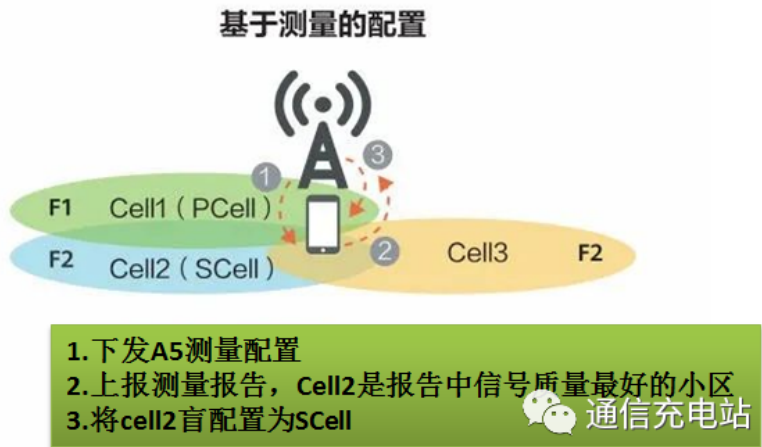 基于测量的配置
3
1
F1 Cell1（PCell）
2
F2 Cell2（SCell）
Cell3 F2
1.下发A5测量配置
2.上报测量报告，Cell2是报告中信号质量最好的小区
3.将cell2盲配置为SCell
通信充电站